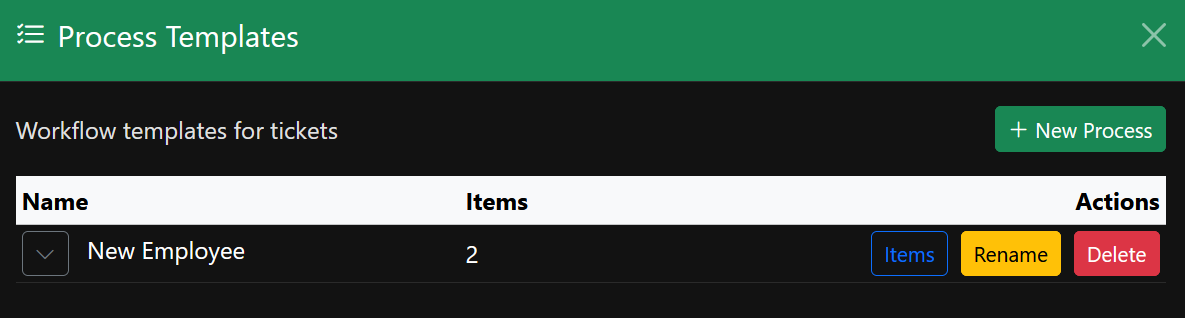 Process Templates
Workflow templates for tickets
+ New Process
Name Items Actions
New Employee 2 Items Rename Delete